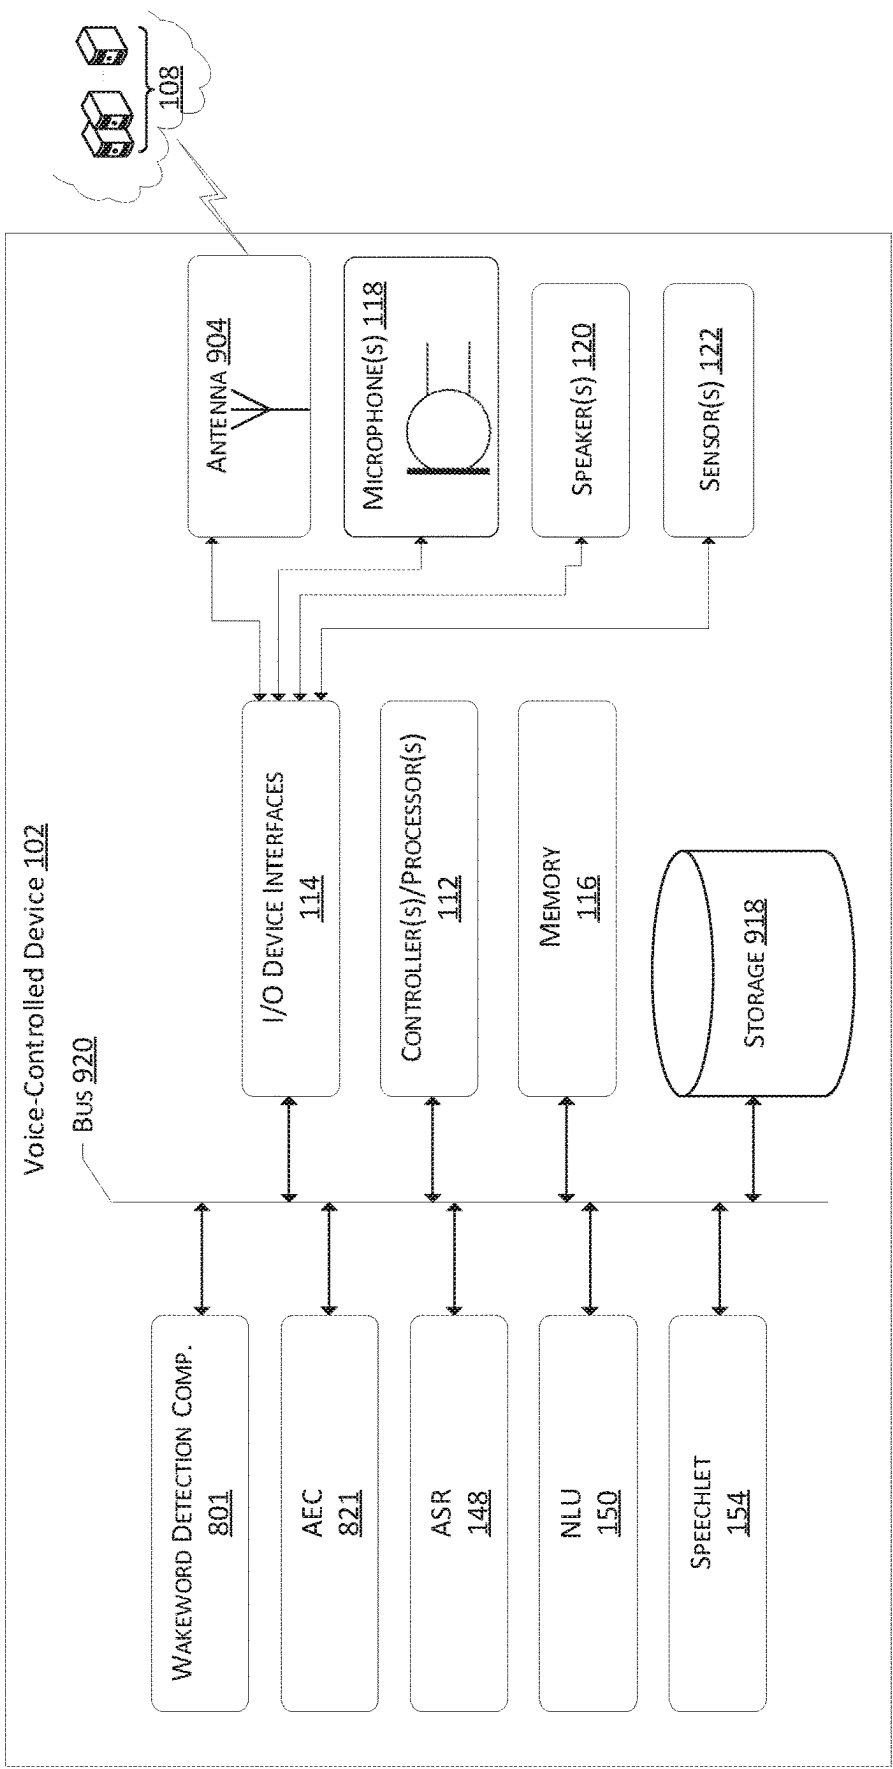 Voice-Controlled Device 102
Bus 920
WAKEWORD DETECTION COMP.
801
AEC
821
ASR
148
NLU
150
SPEECHLET
154
I/O DEVICE INTERFACES
114
CONTROLLER(S)/PROCESSOR(S)
112
MEMORY
116
STORAGE 918
ANTENNA 904
MICROPHONE(S) 118
SPEAKER(S) 120
SENSOR(S) 122
108